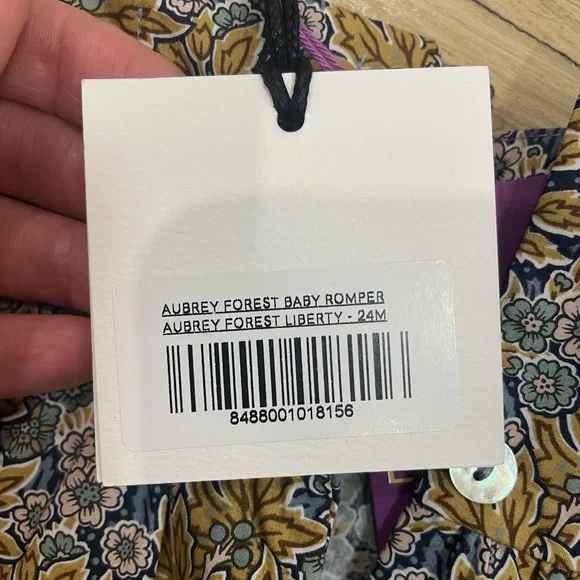 AUBREY FOREST BABY ROMPER
AUBREY FOREST LIBERTY - 24M
8488001018156